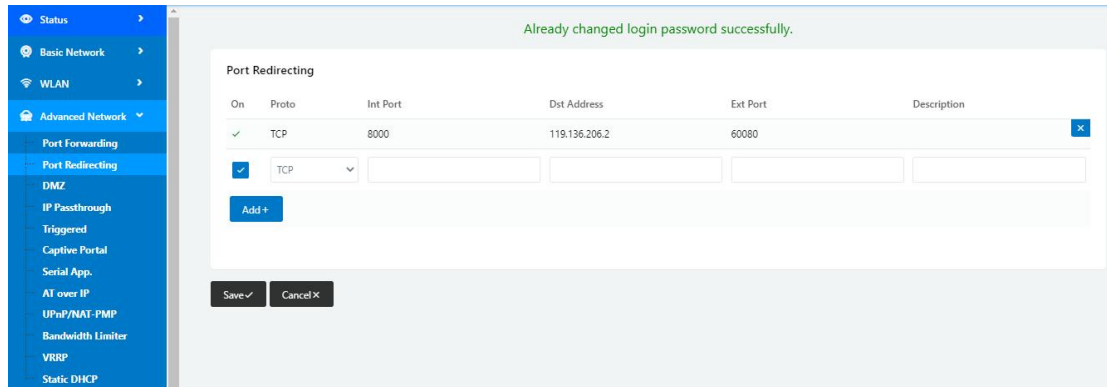 Status
Basic Network
WLAN
Advanced Network
Port Forwarding
Port Redirecting
DMZ
IP Passthrough
Triggered
Captive Portal
Serial App.
AT over IP
UPnP/NAT-PMP
Bandwidth Limiter
VRRP
Static DHCP
Already changed login password successfully.
Port Redirecting
On Proto Int Port Dst Address Ext Port Description
TCP 8000 119.136.206.2 60080
TCP
Add+
Save Cancel